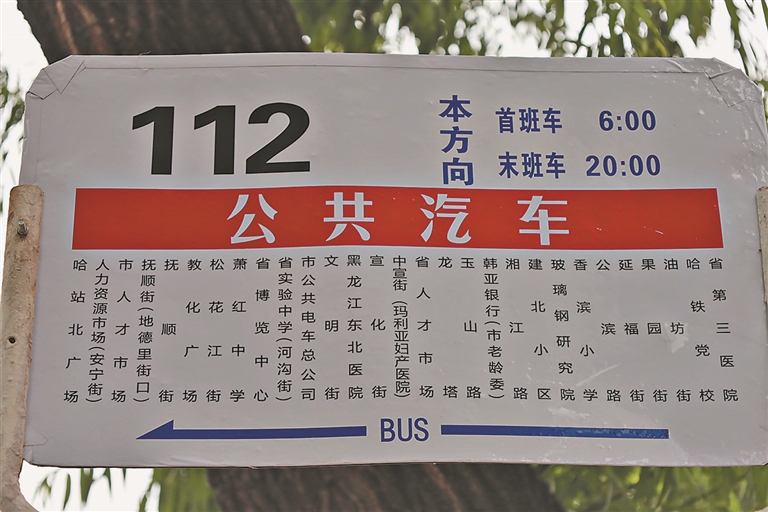 112
本方向
首班车 6:00
末班车 20:00
公共汽车
哈站北广场
人力资源市场(安宁街)
市人才市场
抚顺街(地德里街口)
抚顺街
教化广场
松花江街
萧红中学
省博览中心
省实验中学(河沟街)
市公共电车总公司
文明街
黑龙江东北医院
宣化街
中宣街(玛利亚妇产医院)
省人才市场
龙塔
玉山路
韩亚银行(市老龄委)
湘江路
建北小区
玻璃钢研究院
香滨小学
公滨路
延福街
果园街
油坊街
哈铁党校
省第三医院
BUS